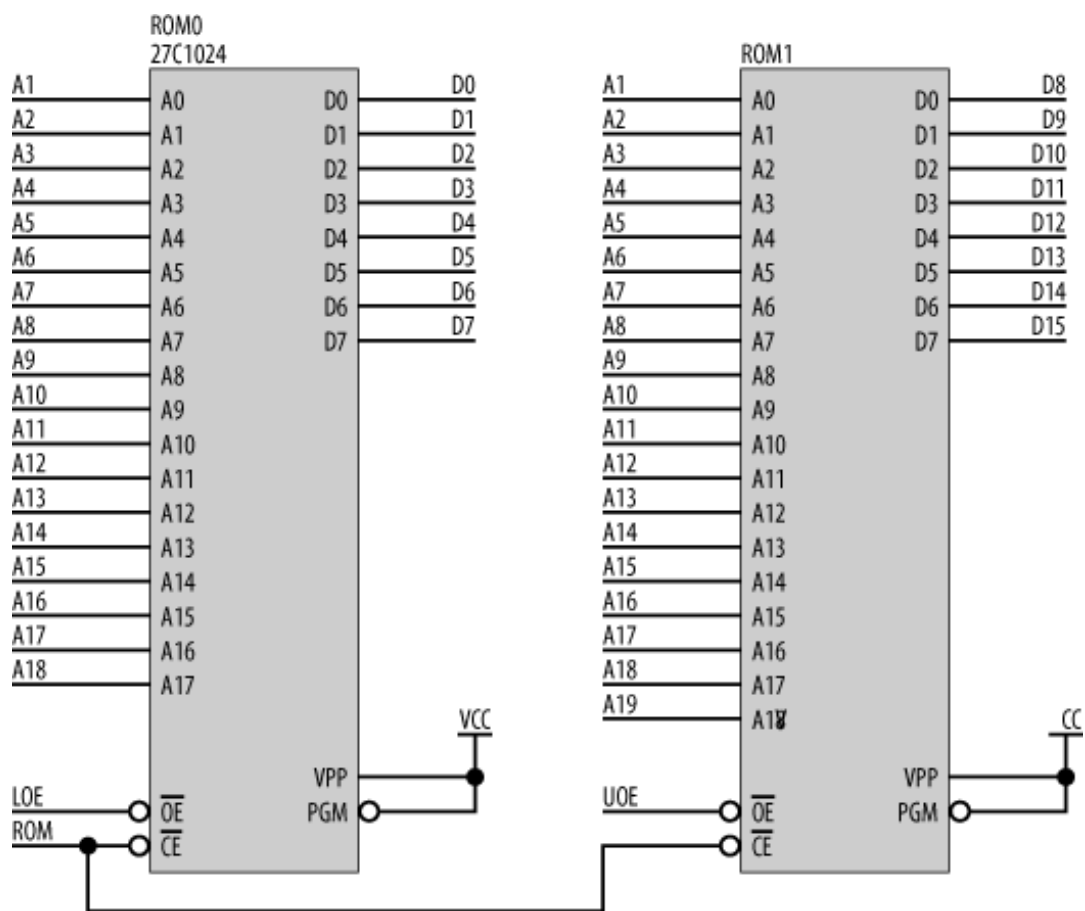 ROM0
27C1024
A1 A0 D0 D0
A2 A1 D1 D1
A3 A2 D2 D2
A4 A3 D3 D3
A5 A4 D4 D4
A6 A5 D5 D5
A7 A6 D6 D6
A8 A7 D7 D7
A9 A8
A10 A9
A11 A10
A12 A11
A13 A12
A14 A13
A15 A14
A16 A15
A17 A16
A18 A17
VCC
VPP
LOE OE PGM
ROM CE
ROM1
A1 A0 D0 D8
A2 A1 D1 D9
A3 A2 D2 D10
A4 A3 D3 D11
A5 A4 D4 D12
A6 A5 D5 D13
A7 A6 D6 D14
A8 A7 D7 D15
A9 A8
A10 A9
A11 A10
A12 A11
A13 A12
A14 A13
A15 A14
A16 A15
A17 A16
A18 A17
A19
CC
VPP
UOE OE PGM
CE